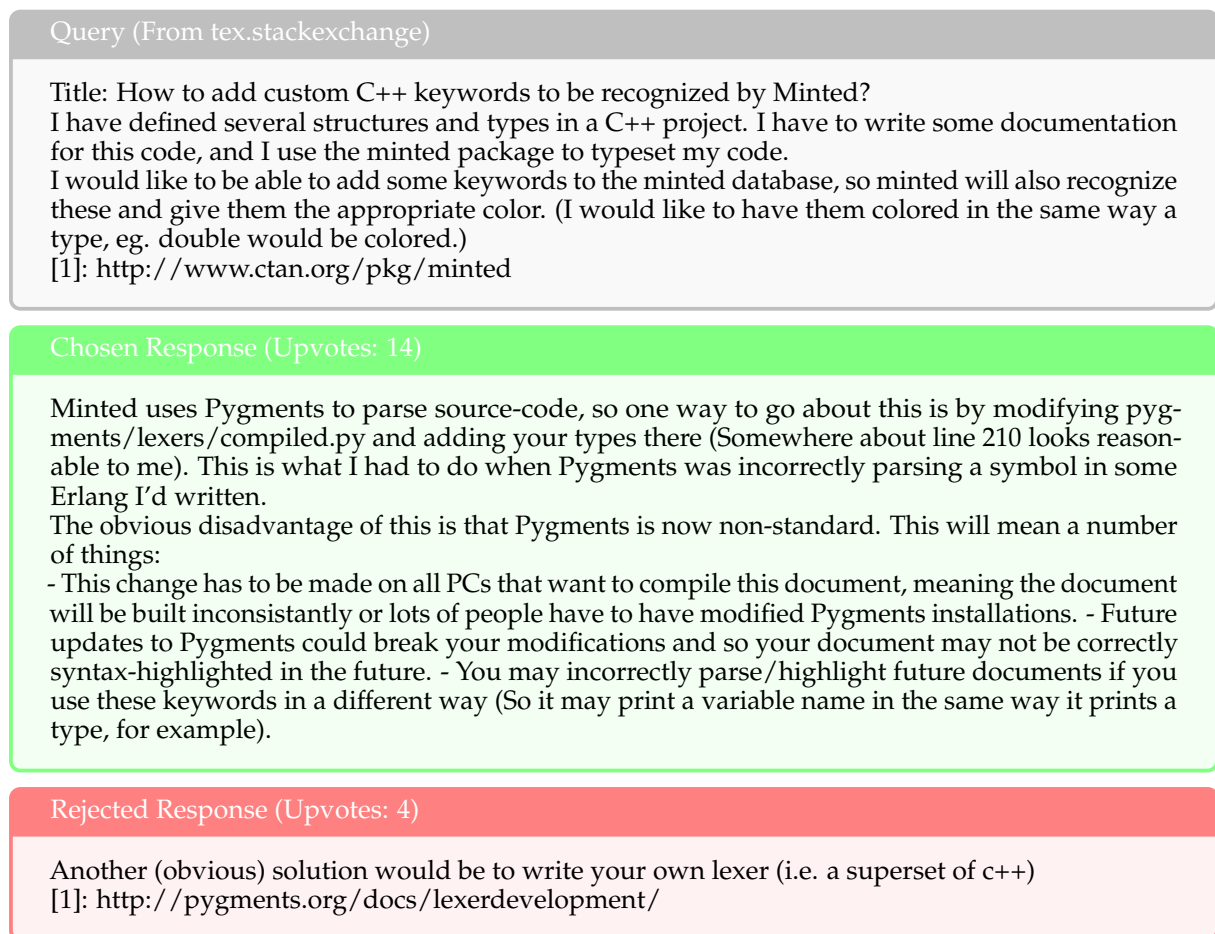 Query (From tex.stackexchange)
Title: How to add custom C++ keywords to be recognized by Minted?
I have defined several structures and types in a C++ project. I have to write some documentation
for this code, and I use the minted package to typeset my code.
I would like to be able to add some keywords to the minted database, so minted will also recognize
these and give them the appropriate color. (I would like to have them colored in the same way a
type, eg. double would be colored.)
[1]: http://www.ctan.org/pkg/minted
Chosen Response (Upvotes: 14)
Minted uses Pygments to parse source-code, so one way to go about this is by modifying pyg-
ments/lexers/compiled.py and adding your types there (Somewhere about line 210 looks reason-
able to me). This is what I had to do when Pygments was incorrectly parsing a symbol in some
Erlang I'd written.
The obvious disadvantage of this is that Pygments is now non-standard. This will mean a number
of things:
- This change has to be made on all PCs that want to compile this document, meaning the document
will be built inconsistantly or lots of people have to have modified Pygments installations. - Future
updates to Pygments could break your modifications and so your document may not be correctly
syntax-highlighted in the future. - You may incorrectly parse/highlight future documents if you
use these keywords in a different way (So it may print a variable name in the same way it prints a
type, for example).
Rejected Response (Upvotes: 4)
Another (obvious) solution would be to write your own lexer (i.e. a superset of c++)
[1]: http://pygments.org/docs/lexerdevelopment/